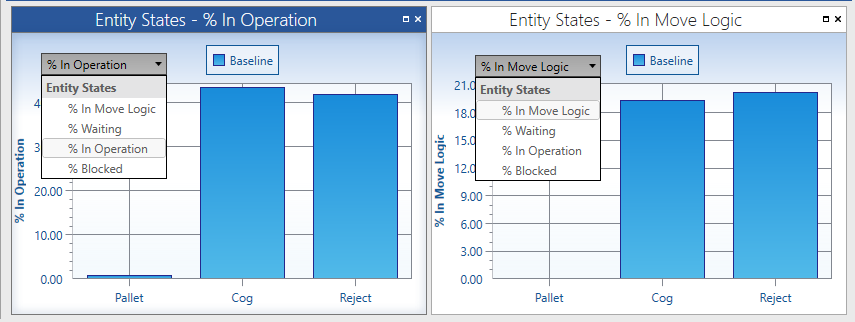 Entity States - % In Operation
% In Operation
Baseline
Entity States
% In Move Logic
% Waiting
% In Operation
% Blocked
% In Operation
4
3
20.00
10.00
0.00
Pallet
Cog
Reject
Entity States - % In Move Logic
% In Move Logic
Baseline
Entity States
% In Move Logic
% Waiting
% In Operation
% Blocked
% In Move Logic
21.0
18.0
15.0
12.0
9.00
6.00
3.00
0.00
Pallet
Cog
Reject